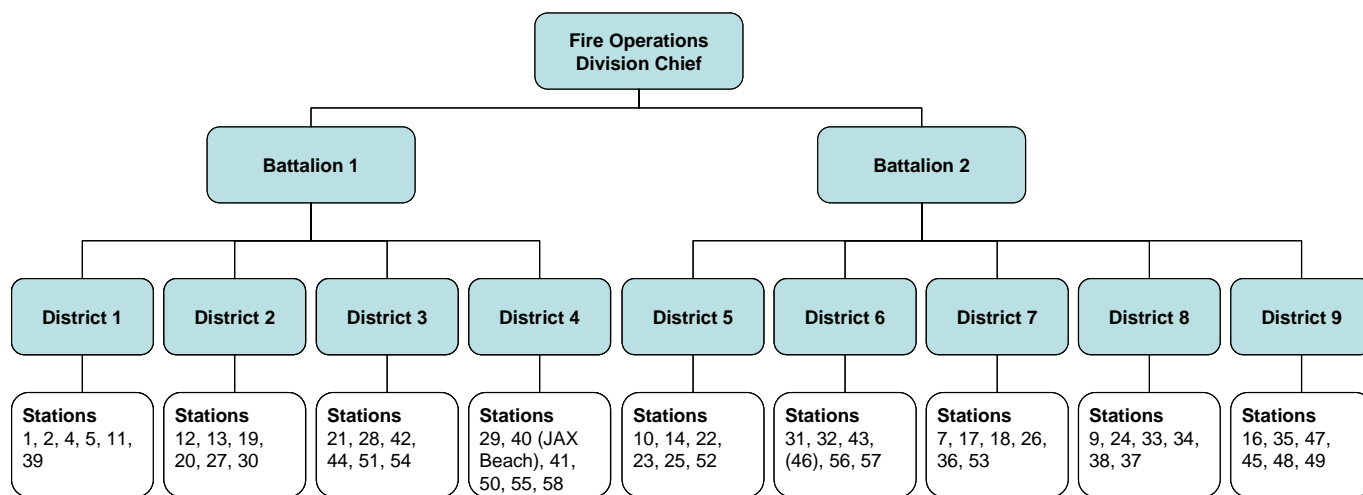 Fire Operations
Division Chief
Battalion 1
Battalion 2
District 1
District 2
District 3
District 4
District 5
District 6
District 7
District 8
District 9
Stations
1, 2, 4, 5, 11,
39
Stations
12, 13, 19,
20, 27, 30
Stations
21, 28, 42,
44, 51, 54
Stations
29, 40 (JAX
Beach), 41,
50, 55, 58
Stations
10, 14, 22,
23, 25, 52
Stations
31, 32, 43,
(46), 56, 57
Stations
7, 17, 18, 26,
36, 53
Stations
9, 24, 33, 34,
38, 37
Stations
16, 35, 47,
45, 48, 49